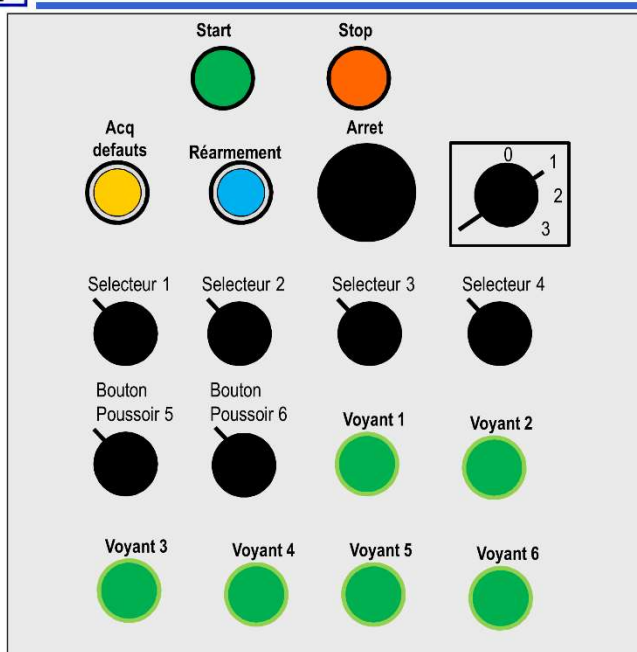 Start
Stop
Acq
defauts
Réarmement
Arret
0
1
2
3
Selecteur 1
Selecteur 2
Selecteur 3
Selecteur 4
Bouton
Poussoir 5
Bouton
Poussoir 6
Voyant 1
Voyant 2
Voyant 3
Voyant 4
Voyant 5
Voyant 6